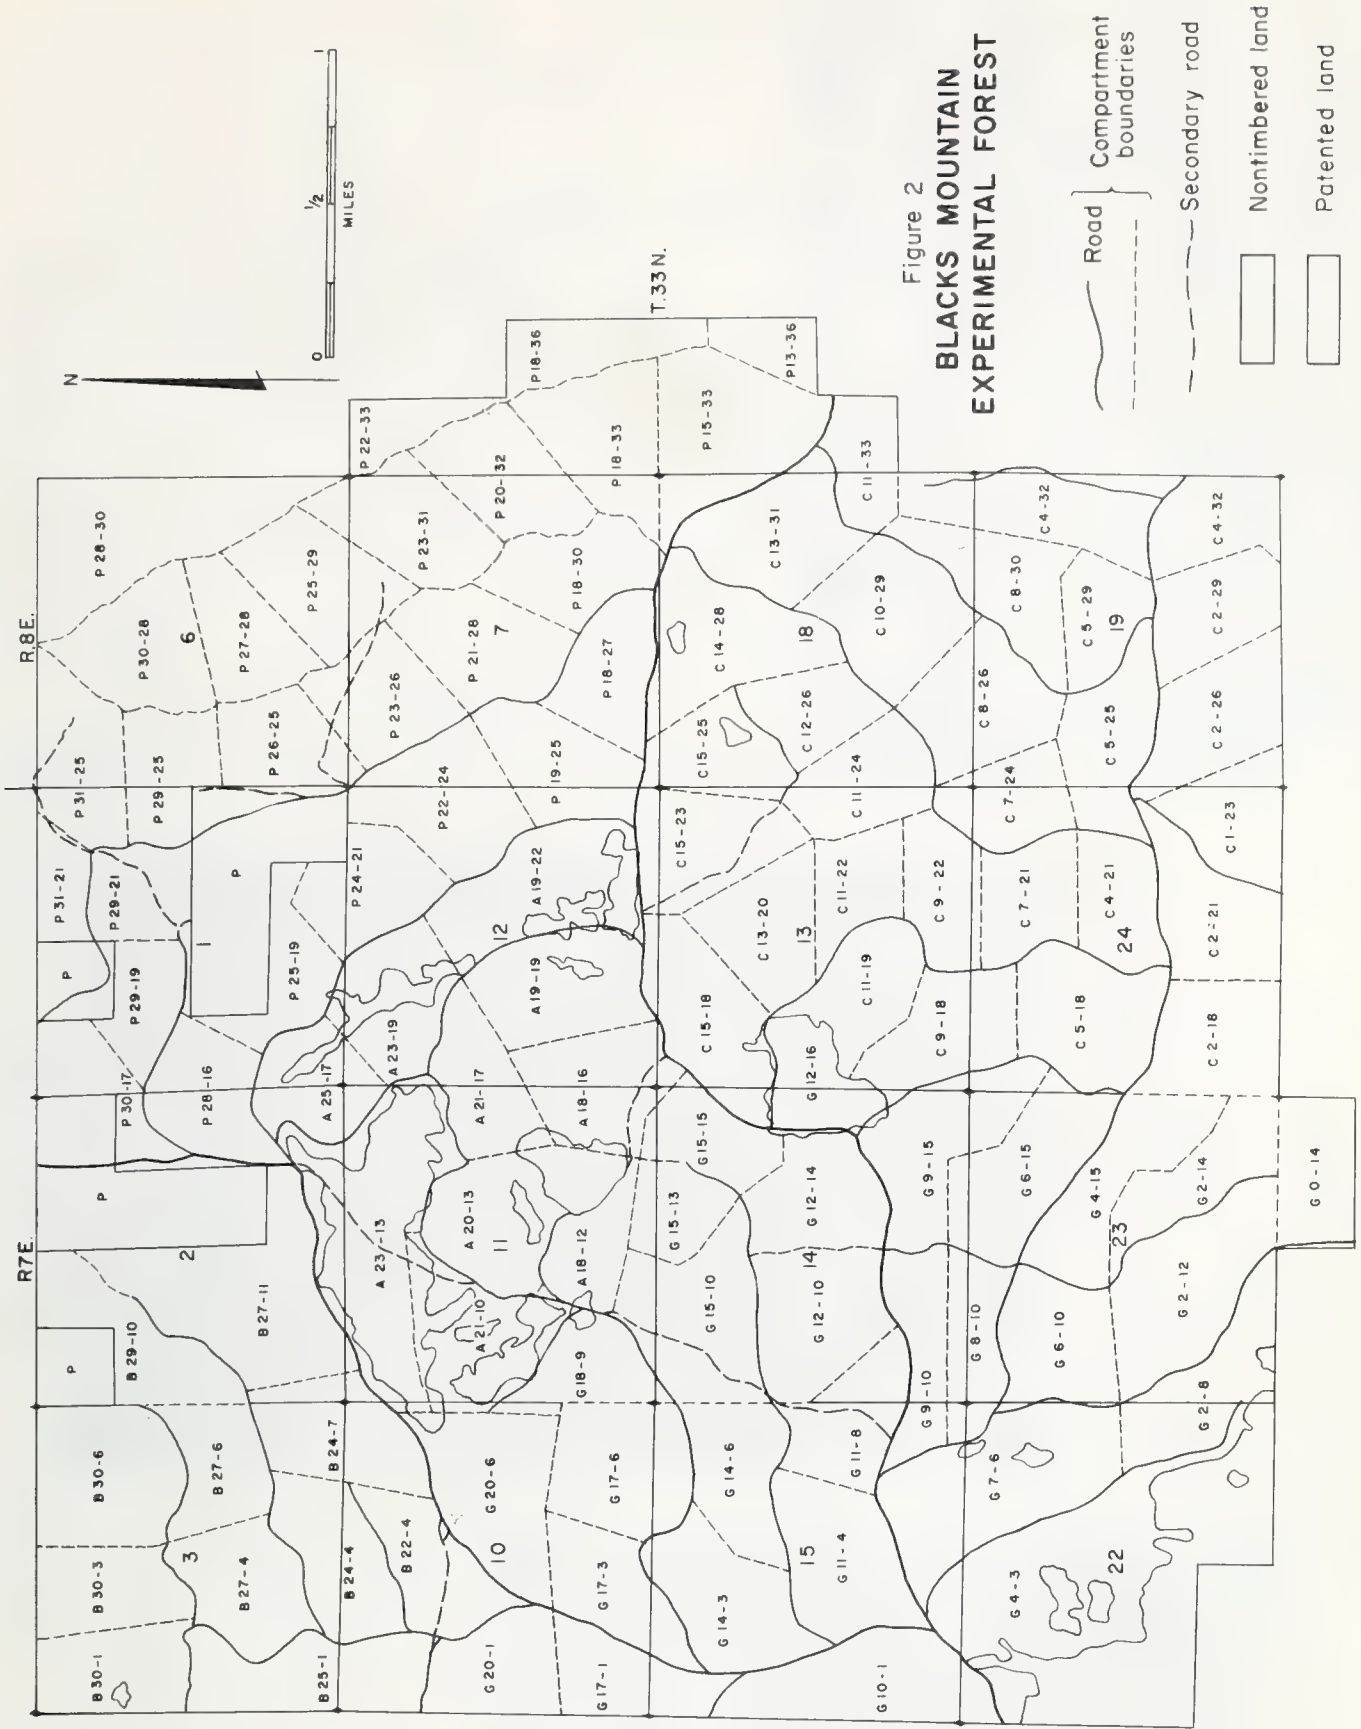 R7E.
R.8E.
T.33 N.
N
0
1/2
1
MILES
Figure 2
BLACKS MOUNTAIN
EXPERIMENTAL FOREST
Road
Compartment
boundaries
Secondary road
Nontimbered land
Patented land
B 30-1
B 30-3
B 30-6
P
B 29-10
P
P 30-17
P 29-19
P
P 31-21
P 29-21
P 31-25
P 29-25
P 30-28
P 28-30
3
B 27-4
B 27-6
B 27-11
2
P 28-16
1
P
P 26-25
6
P 27-28
P 25-29
B 25-1
B 24-4
B 24-7
A 25-17
P 25-19
P 24-21
P 22-33
B 22-4
A 23-13
A 23-19
P 22-24
P 23-26
P 23-31
G 20-1
10
G 20-6
A 21-10
A 20-13
11
A 21-17
12
A 19-19
A 19-22
P 19-25
P 21-28
7
P 20-32
P 18-36
G 17-1
G 17-3
G 17-6
G 18-9
A 18-12
A 18-16
P 18-27
P 18-30
P 18-33
G 14-3
G 14-6
G 15-10
G 15-13
G 15-15
C 15-18
C 15-23
C 15-25
C 14-28
P 15-33
P 13-36
15
G 11-4
G 11-8
G 12-10
14
G 12-14
G 12-16
C 13-20
13
C 12-26
18
C 13-31
G 10-1
C 11-19
C 11-22
C 11-24
C 10-29
C 11-33
G 9-10
G 9-15
C 9-18
C 9-22
G 7-6
G 8-10
G 6-15
C 7-21
C 7-24
C 8-26
C 8-30
C 4-32
G 4-3
22
G 6-10
G 4-15
23
C 5-18
C 4-21
24
C 5-25
C 5-29
19
G 2-8
G 2-12
G 2-14
C 2-18
C 2-21
C 1-23
C 2-26
C 2-29
C 4-32
G 0-14